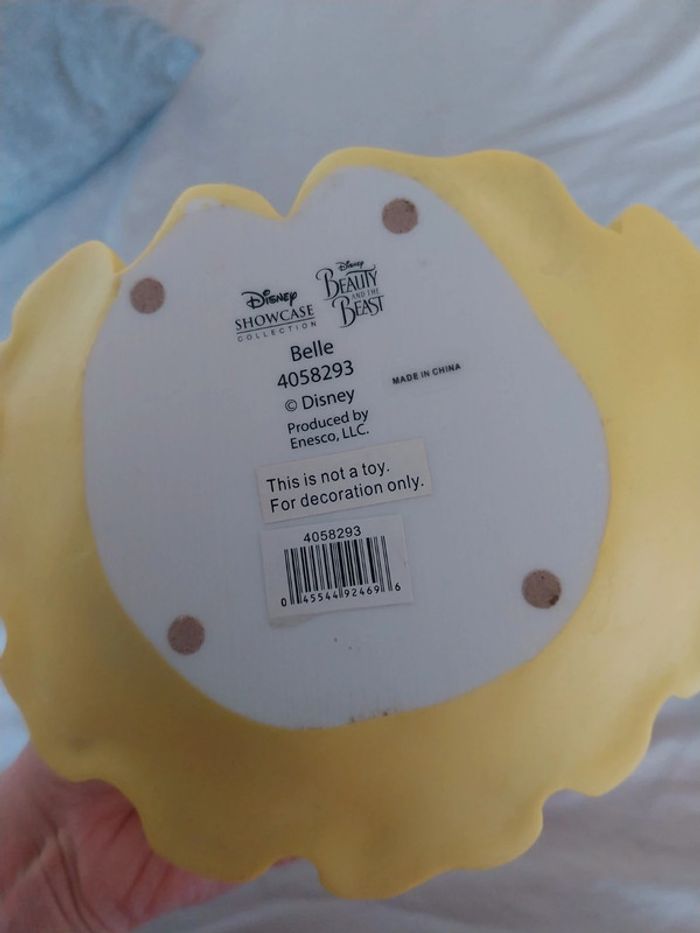 Disney
SHOWCASE
COLLECTION
Disney
BEAUTY
AND THE
BEAST
Belle
4058293
© Disney
Produced by
Enesco, LLC.
MADE IN CHINA
This is not a toy.
For decoration only.
4058293
0 45544 92469 6